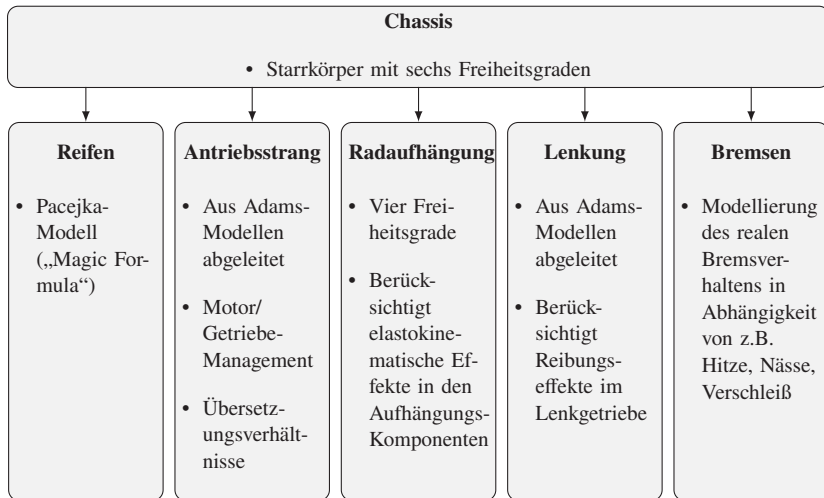 Chassis
• Starrkörper mit sechs Freiheitsgraden
Reifen
• Pacejka-
Modell
(„Magic For-
mula“)
Antriebsstrang
• Aus Adams-
Modellen
abgeleitet
• Motor/
Getriebe-
Management
• Übersetz-
ungsverhält-
nisse
Radaufhängung
• Vier Frei-
heitsgrade
• Berück-
sichtigt
elastokine-
matische Ef-
fekte in den
Aufhängungs-
Komponenten
Lenkung
• Aus Adams-
Modellen
abgeleitet
• Berück-
sichtigt
Reibungs-
effekte im
Lenkgetriebe
Bremsen
• Modellierung
des realen
Bremsver-
haltens in
Abhängigkeit
von z.B.
Hitze, Nässe,
Verschleiß